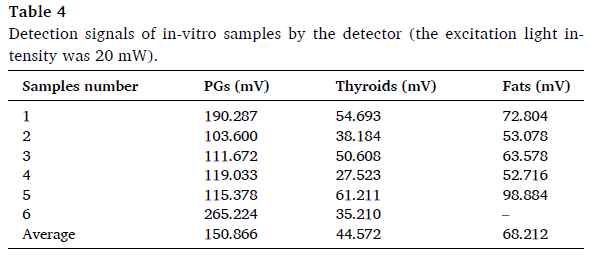 Table 4
Detection signals of in-vitro samples by the detector (the excitation light in-
tensity was 20 mW).
Samples number PGs (mV) Thyroids (mV) Fats (mV)
1 190.287 54.693 72.804
2 103.600 38.184 53.078
3 111.672 50.608 63.578
4 119.033 27.523 52.716
5 115.378 61.211 98.884
6 265.224 35.210 –
Average 150.866 44.572 68.212